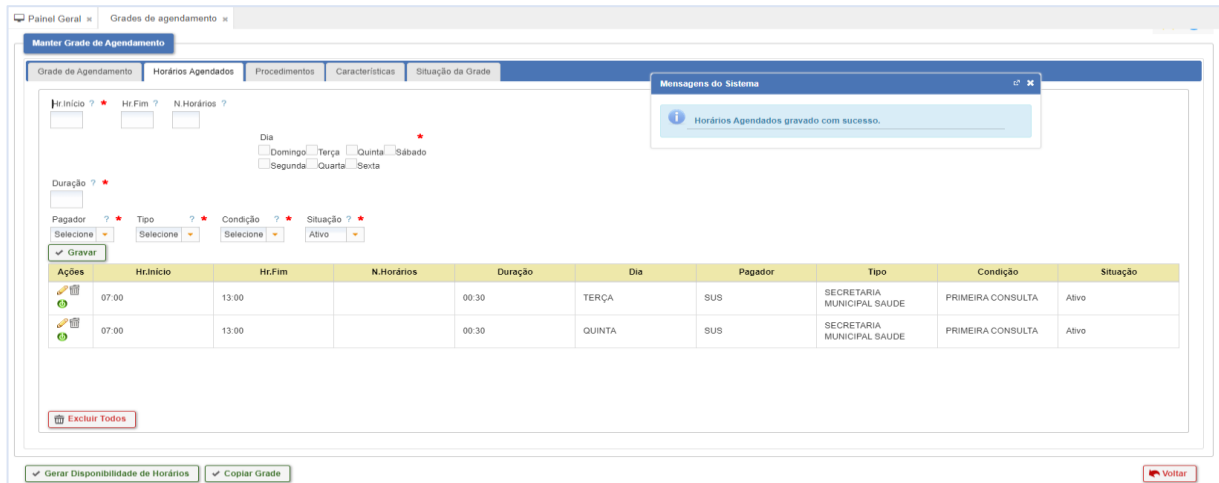 Painel Geral × Grades de agendamento ×
Manter Grade de Agendamento
Grade de Agendamento Horários Agendados Procedimentos Características Situação da Grade
Mensagens do Sistema
Horários Agendados gravado com sucesso.
Hr.Início ? * Hr.Fim ? N.Horários ?
Dia *
Domingo Terça Quinta Sábado
Segunda Quarta Sexta
Duração ? *
Pagador ? * Tipo ? * Condição ? * Situação ? *
Selecione Selecione Selecione Ativo
Gravar
Ações Hr.Início Hr.Fim N.Horários Duração Dia Pagador Tipo Condição Situação
07:00 13:00 00:30 TERÇA SUS SECRETARIA MUNICIPAL SAUDE PRIMEIRA CONSULTA Ativo
07:00 13:00 00:30 QUINTA SUS SECRETARIA MUNICIPAL SAUDE PRIMEIRA CONSULTA Ativo
Excluir Todos
Gerar Disponibilidade de Horários Copiar Grade Voltar